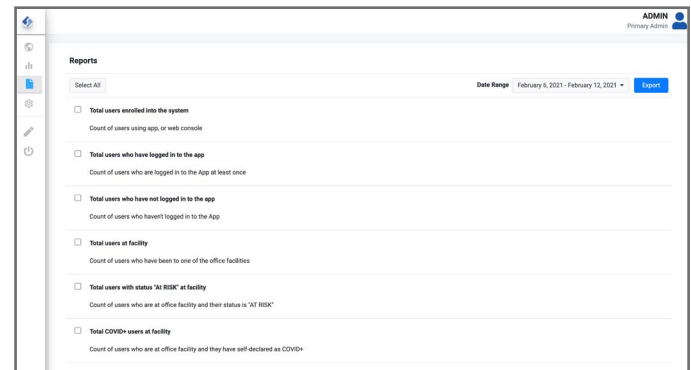 ADMIN
Primary Admin
Reports
Select All
Date Range February 6, 2021 - February 12, 2021
Export
Total users enrolled into the system
Count of users using app, or web console
Total users who have logged in to the app
Count of users who are logged in to the App at least once
Total users who have not logged in to the app
Count of users who haven't logged in to the App
Total users at facility
Count of users who have been to one of the office facilities
Total users with status "At RISK" at facility
Count of users who are at office facility and their status is "AT RISK"
Total COVID+ users at facility
Count of users who are at office facility and they have self-declared as COVID+